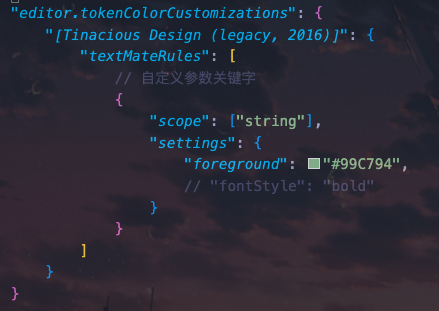 "editor.tokenColorCustomizations": {
"[Tinacious Design (legacy, 2016)]": {
"textMateRules": [
// 自定义参数关键字
{
"scope": ["string"],
"settings": {
"foreground": "#99C794",
// "fontStyle": "bold"
}
}
]
}
}